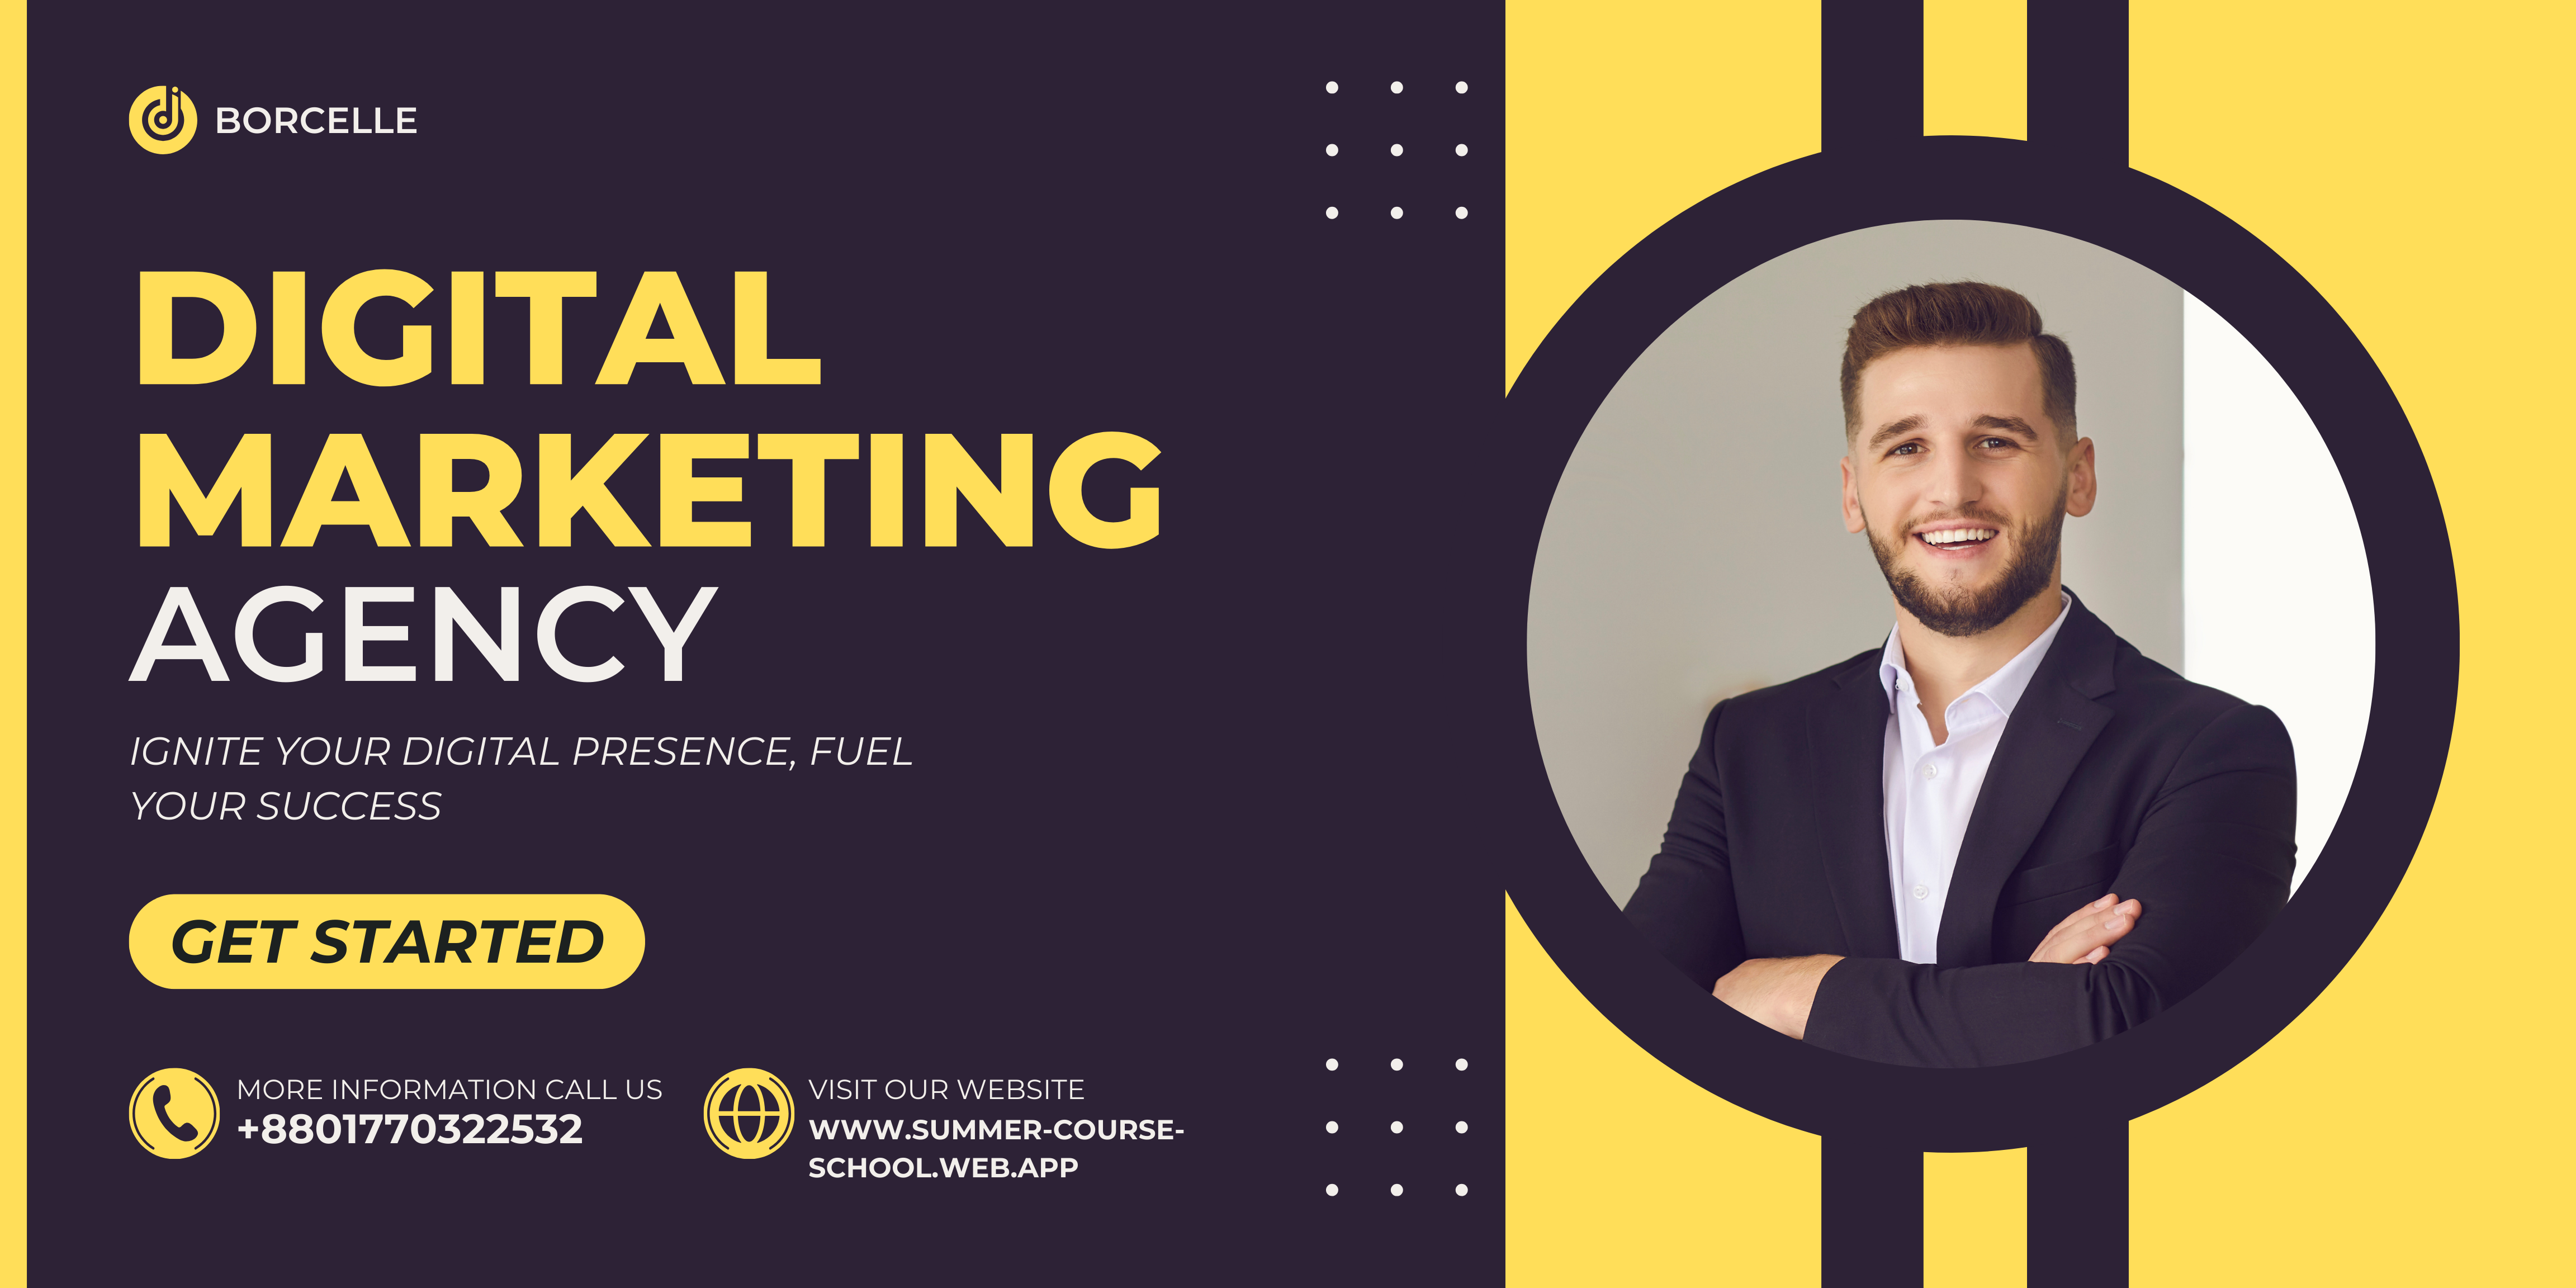 BORCELLE
DIGITAL
MARKETING
AGENCY
IGNITE YOUR DIGITAL PRESENCE, FUEL
YOUR SUCCESS
GET STARTED
MORE INFORMATION CALL US
+8801770322532
VISIT OUR WEBSITE
WWW.SUMMER-COURSE-
SCHOOL.WEB.APP